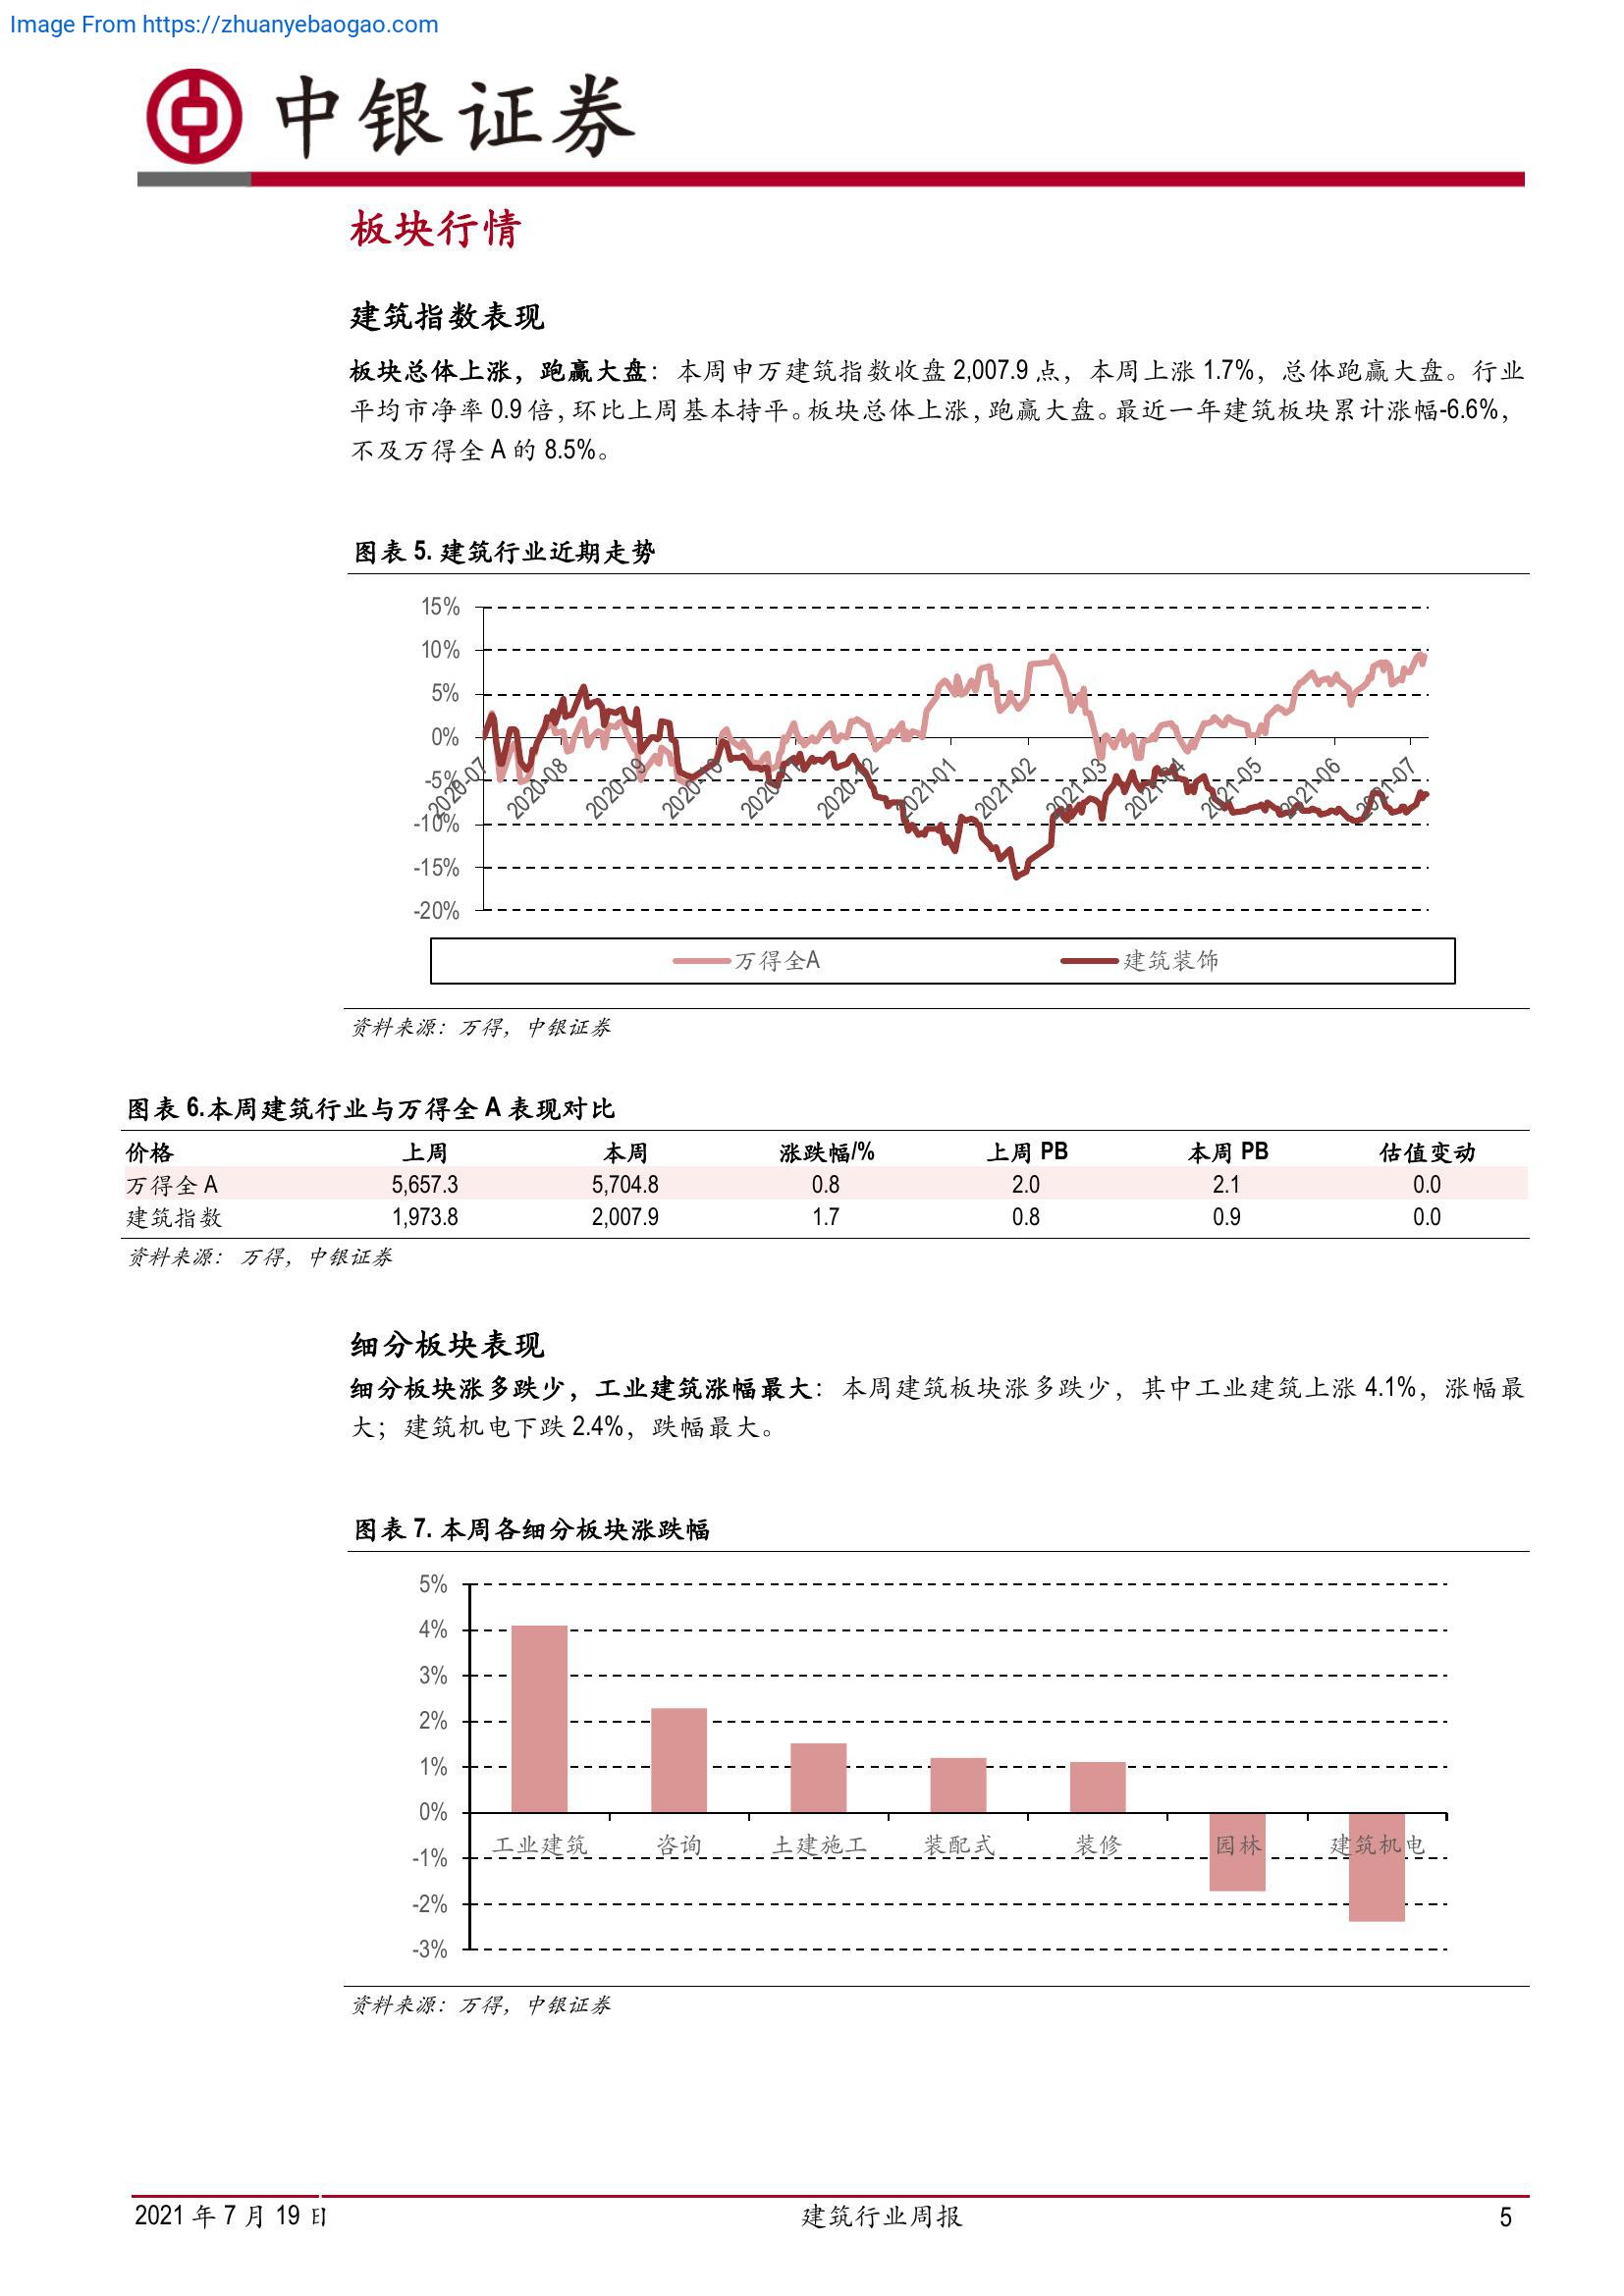 Image From https://zhuanyebaogao.com
中银证券
板块行情
建筑指数表现
板块总体上涨，跑赢大盘：本周申万建筑指数收盘 2,007.9 点，本周上涨 1.7%，总体跑赢大盘。行业
平均市净率 0.9 倍，环比上周基本持平。板块总体上涨，跑赢大盘。最近一年建筑板块累计涨幅-6.6%，
不及万得全 A 的 8.5%。
图表 5. 建筑行业近期走势
15%
10%
5%
0%
-5%
-10%
-15%
-20%
2020-07
2020-08
2020-09
2020-10
2020-11
2020-12
2021-01
2021-02
2021-03
2021-04
2021-05
2021-06
2021-07
万得全A 建筑装饰
资料来源：万得，中银证券
图表 6.本周建筑行业与万得全 A 表现对比
价格 上周 本周 涨跌幅/% 上周 PB 本周 PB 估值变动
万得全 A 5,657.3 5,704.8 0.8 2.0 2.1 0.0
建筑指数 1,973.8 2,007.9 1.7 0.8 0.9 0.0
资料来源： 万得，中银证券
细分板块表现
细分板块涨多跌少，工业建筑涨幅最大：本周建筑板块涨多跌少，其中工业建筑上涨 4.1%，涨幅最
大；建筑机电下跌 2.4%，跌幅最大。
图表 7. 本周各细分板块涨跌幅
5%
4%
3%
2%
1%
0%
-1%
-2%
-3%
工业建筑 咨询 土建施工 装配式 装修 园林 建筑机电
资料来源：万得，中银证券
2021 年 7 月 19 日 建筑行业周报 5